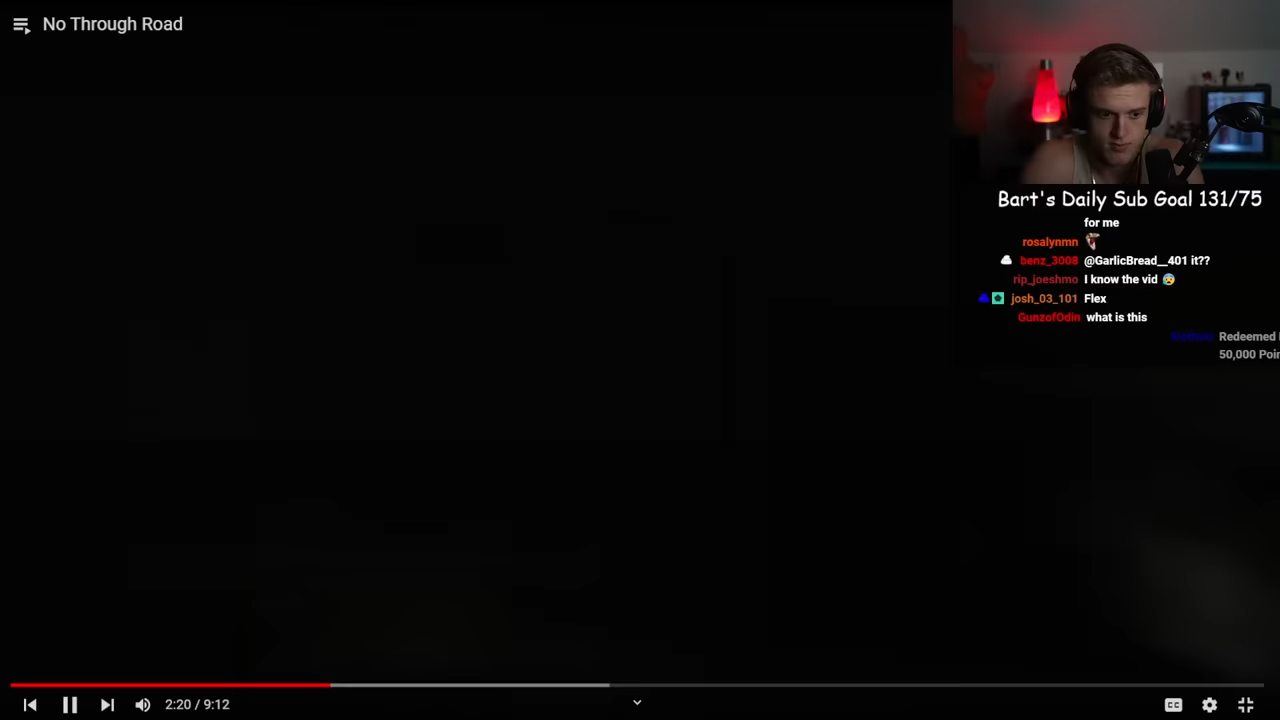 No Through Road
Bart's Daily Sub Goal 131/75
for me
rosalynmn
benz_3008 @GarlicBread__401 it??
rip_joeshmo I know the vid
josh_03_101 Flex
GunzofOdin what is this
Redeemed
50,000 Poin
2:20 / 9:12
CC